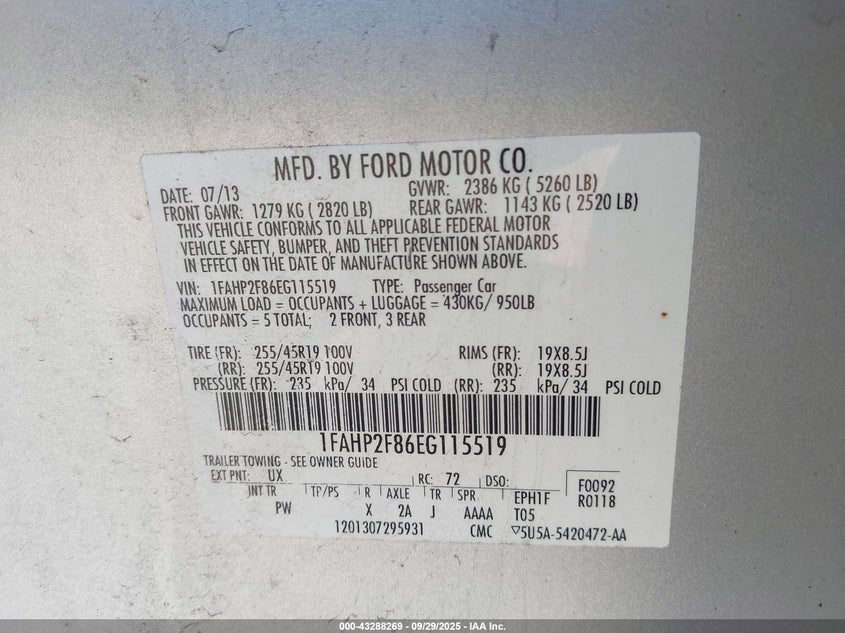 MFD. BY FORD MOTOR CO.
DATE: 07/13 GVWR: 2386 KG ( 5260 LB)
FRONT GAWR: 1279 KG ( 2820 LB) REAR GAWR: 1143 KG ( 2520 LB)
THIS VEHICLE CONFORMS TO ALL APPLICABLE FEDERAL MOTOR
VEHICLE SAFETY, BUMPER, AND THEFT PREVENTION STANDARDS
IN EFFECT ON THE DATE OF MANUFACTURE SHOWN ABOVE.
VIN: 1FAHP2F86EG115519 TYPE: Passenger Car
MAXIMUM LOAD = OCCUPANTS + LUGGAGE = 430KG/ 950LB
OCCUPANTS = 5 TOTAL; 2 FRONT, 3 REAR
TIRE (FR): 255/45R19 100V RIMS (FR): 19X8.5J
(RR): 255/45R19 100V (RR): 19X8.5J
PRESSURE (FR): 235 kPa/ 34 PSI COLD (RR): 235 kPa/ 34 PSI COLD
1FAHP2F86EG115519
TRAILER TOWING - SEE OWNER GUIDE
EXT PNT: UX RC: 72 DSO: F0092
INT TR TP/PS R AXLE TR SPR EPH1F R0118
PW X 2A J AAAA T05
1201307295931 CMC ▽5U5A-5420472-AA
000-43288269 - 09/29/2025 - IAA Inc.